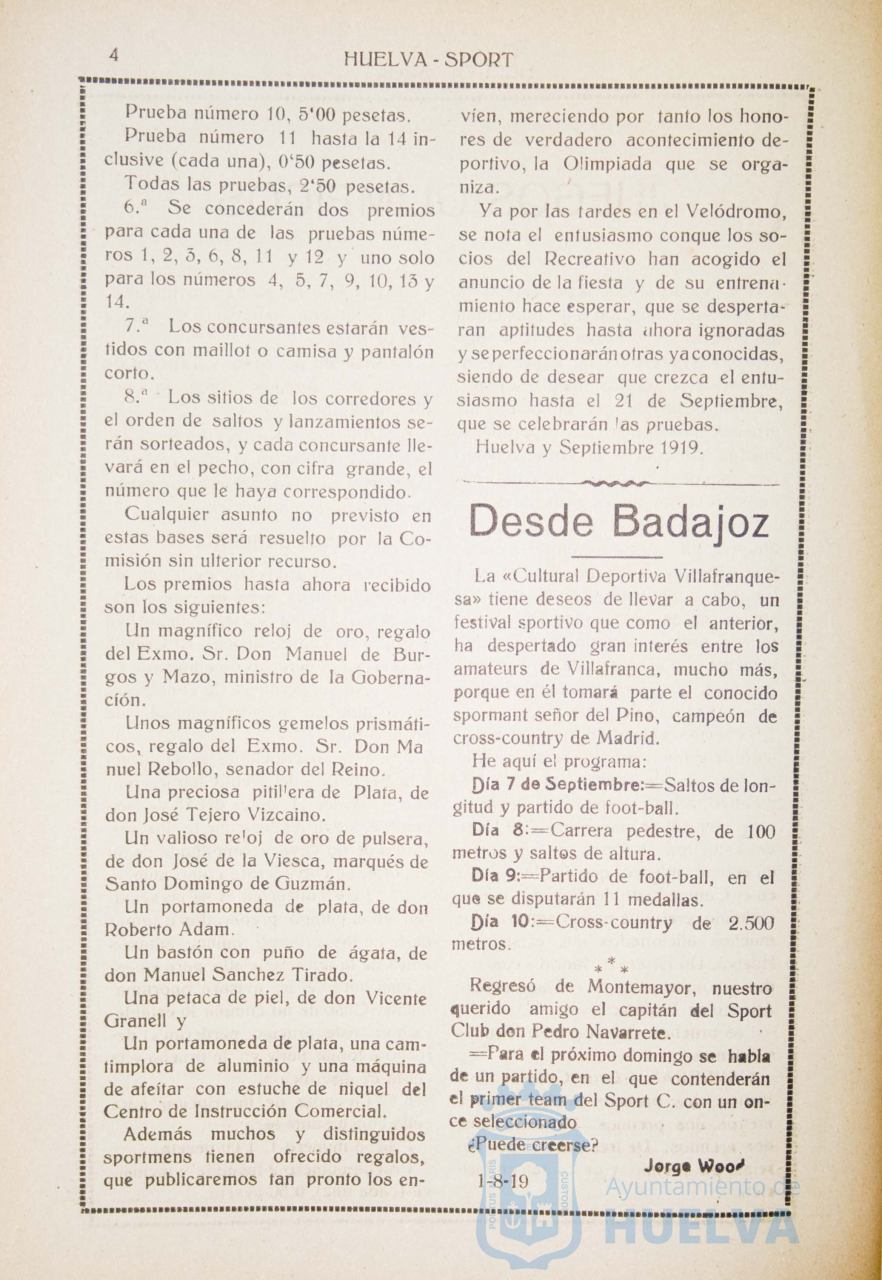 4
HUELVA - SPORT
Prueba número 10, 5'00 pesetas.
Prueba número 11 hasta la 14 in-
clusive (cada una), 0'50 pesetas.
Todas las pruebas, 2'50 pesetas.
6.ª Se concederán dos premios
para cada una de las pruebas núme-
ros 1, 2, 3, 6, 8, 11 y 12 y uno solo
para los números 4, 5, 7, 9, 10, 13 y
14.
7.ª Los concursantes estarán ves-
tidos con maillot o camisa y pantalón
corto.
8.ª Los sitios de los corredores y
el orden de saltos y lanzamientos se-
rán sorteados, y cada concursante lle-
vará en el pecho, con cifra grande, el
número que le haya correspondido.
Cualquier asunto no previsto en
estas bases será resuelto por la Co-
misión sin ulterior recurso.
Los premios hasta ahora recibido
son los siguientes:
Un magnífico reloj de oro, regalo
del Exmo. Sr. Don Manuel de Bur-
gos y Mazo, ministro de la Goberna-
ción.
Unos magníficos gemelos prismáti-
cos, regalo del Exmo. Sr. Don Ma
nuel Rebollo, senador del Reino.
Una preciosa pitil'era de Plata, de
don José Tejero Vizcaino.
Un valioso re'oj de oro de pulsera,
de don José de la Viesca, marqués de
Santo Domingo de Guzmán.
Un portamoneda de plata, de don
Roberto Adam.
Un bastón con puño de ágata, de
don Manuel Sanchez Tirado.
Una petaca de piel, de don Vicente
Granell y
Un portamoneda de plata, una can-
timplora de aluminio y una máquina
de afeitar con estuche de niquel del
Centro de Instrucción Comercial.
Además muchos y distinguidos
sportmens tienen ofrecido regalos,
que publicaremos tan pronto los en-
víen, mereciendo por tanto los hono-
res de verdadero acontecimiento de-
portivo, la Olimpiada que se orga-
niza.
Ya por las tardes en el Velódromo,
se nota el entusiasmo conque los so-
cios del Recreativo han acogido el
anuncio de la fiesta y de su entrena-
miento hace esperar, que se desperta-
ran aptitudes hasta ahora ignoradas
y se perfeccionarán otras ya conocidas,
siendo de desear que crezca el entu-
siasmo hasta el 21 de Septiembre,
que se celebrarán 'as pruebas.
Huelva y Septiembre 1919.
Desde Badajoz
La «Cultural Deportiva Villafranque-
sa» tiene deseos de llevar a cabo, un
festival sportivo que como el anterior,
ha despertado gran interés entre los
amateurs de Villafranca, mucho más,
porque en él tomará parte el conocido
spormant señor del Pino, campeón de
cross-country de Madrid.
He aquí el programa:
Día 7 de Septiembre:=Saltos de lon-
gitud y partido de foot-ball.
Día 8:=Carrera pedestre, de 100
metros y saltos de altura.
Día 9:=Partido de foot-ball, en el
que se disputarán 11 medallas.
Día 10:=Cross-country de 2.500
metros.
*
* *
Regresó de Montemayor, nuestro
querido amigo el capitán del Sport
Club don Pedro Navarrete.
=Para el próximo domingo se habla
de un partido, en el que contenderán
el primer team del Sport C. con un on-
ce seleccionado
¿Puede creerse?
Jorge Wood
1-8-19
Ayuntamiento de
HUELVA